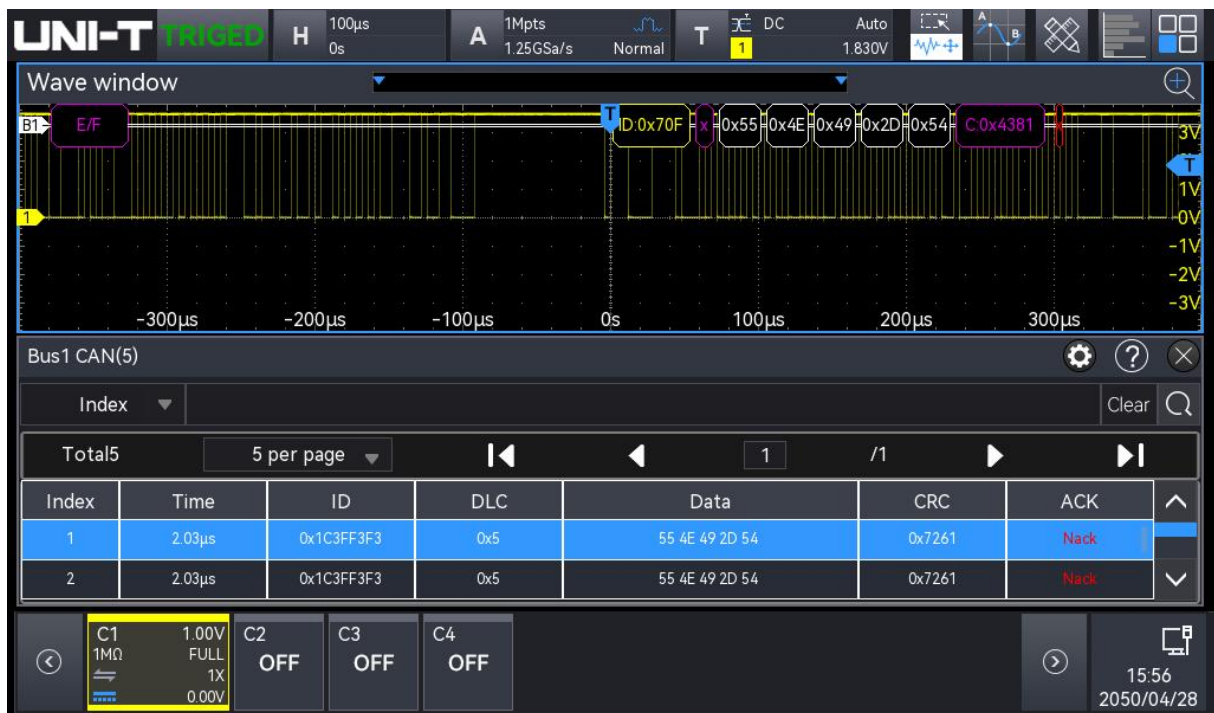 UNI-T TRIGED H 100μs 0s A 1Mpts 1.25GSa/s Normal T DC 1 Auto 1.830V A B
Wave window
B1 E/F T ID:0x70F x 0x55 0x4E 0x49 0x2D 0x54 C:0x4381
3V
T
1V
1 0V
-1V
-2V
-3V
-300μs -200μs -100μs 0s 100μs 200μs 300μs
Bus1 CAN(5) ?
Index Clear
Total5 5 per page 1 /1
Index Time ID DLC Data CRC ACK
1 2.03μs 0x1C3FF3F3 0x5 55 4E 49 2D 54 0x7261 Nack
2 2.03μs 0x1C3FF3F3 0x5 55 4E 49 2D 54 0x7261 Nack
C1 1.00V C2 C3 C4
1MΩ FULL OFF OFF OFF
1X
0.00V
15:56
2050/04/28